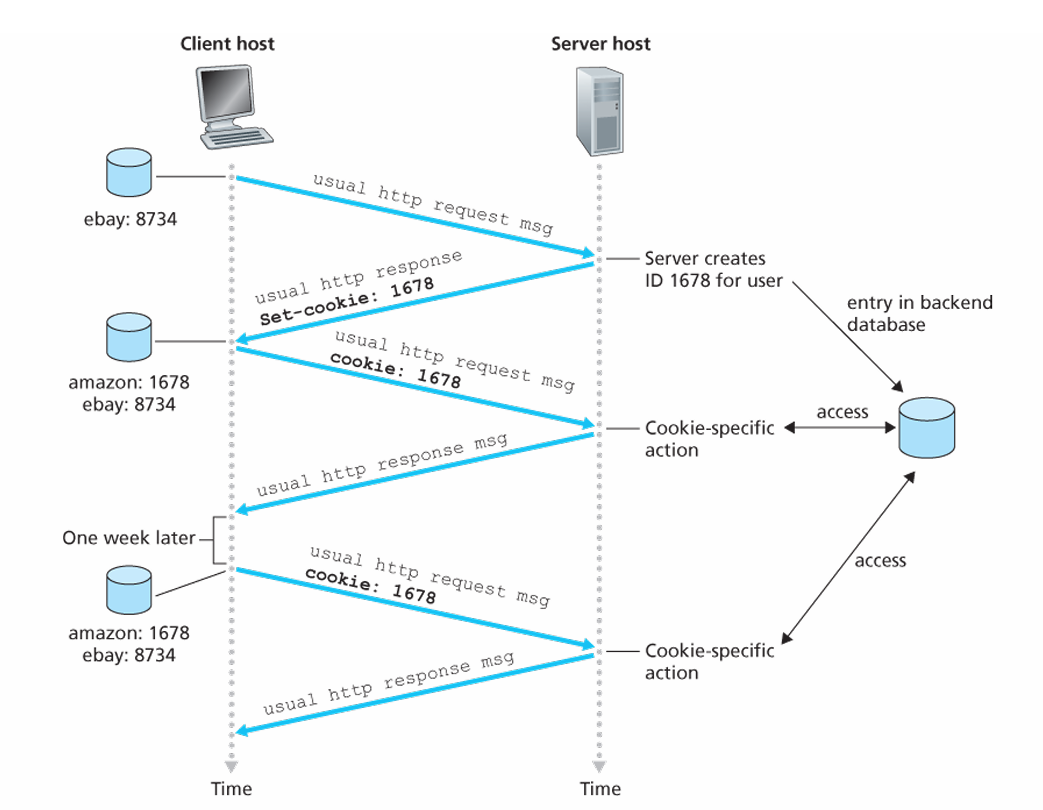 Client host
Server host
usual http request msg
ebay: 8734
Server creates
ID 1678 for user
usual http response
Set-cookie: 1678
entry in backend
database
usual http request msg
cookie: 1678
amazon: 1678
ebay: 8734
access
Cookie-specific
action
usual http response msg
One week later
usual http request msg
cookie: 1678
access
amazon: 1678
ebay: 8734
Cookie-specific
action
usual http response msg
Time
Time